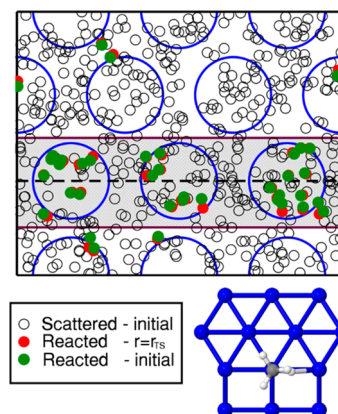 Scattered - initial
Reacted - r=rTS
Reacted - initial